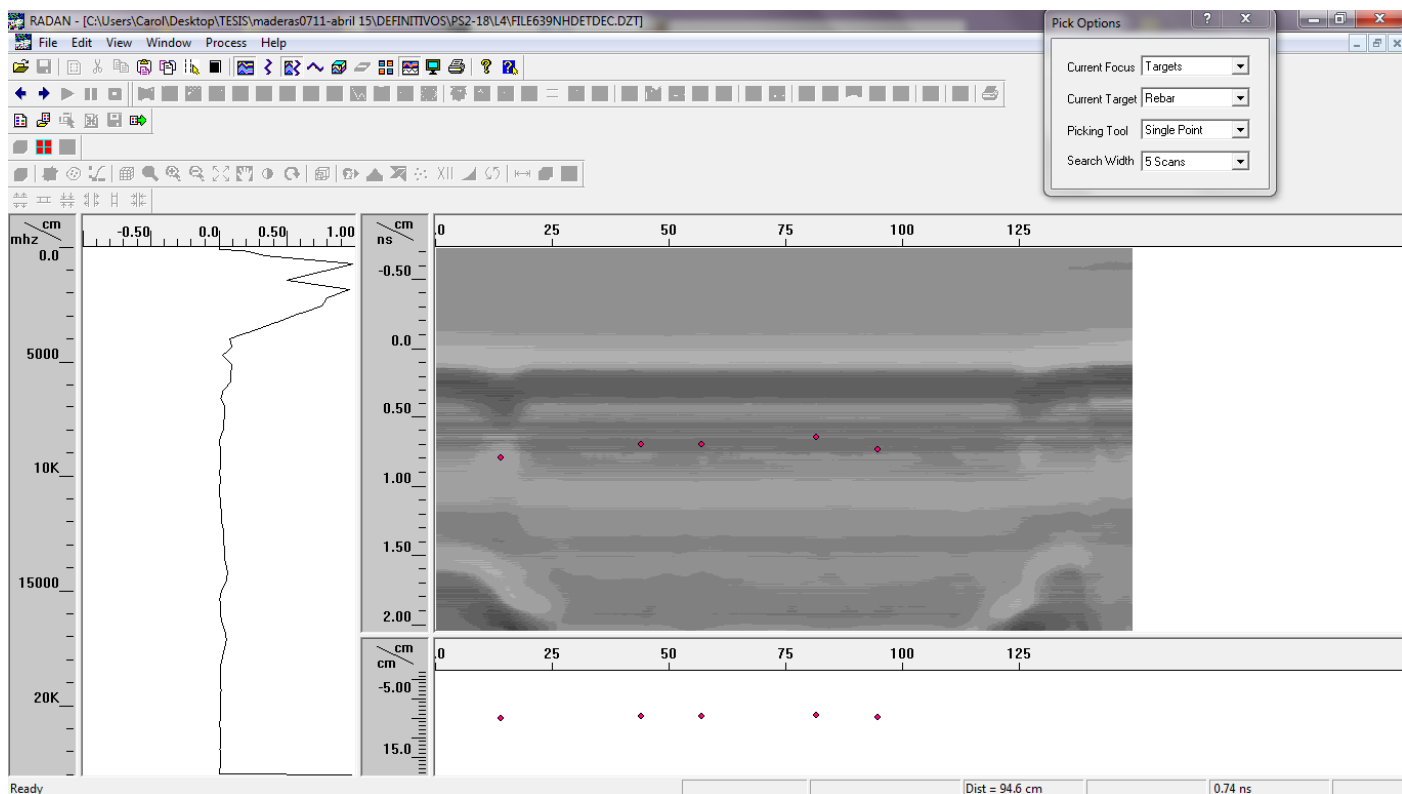 RADAN - [C:\Users\Carol\Desktop\TESIS\maderas0711-abril 15\DEFINITIVOS\PS2-18\L4\FILE639NHDETDEC.DZT]
File Edit View Window Process Help
Pick Options
Current Focus Targets
Current Target Rebar
Picking Tool Single Point
Search Width 5 Scans
cm
mhz
-0.50 0.0 0.50 1.00
0.0
5000
10K
15000
20K
cm
ns
.0 25 50 75 100 125
-0.50
0.0
0.50
1.00
1.50
2.00
cm
cm
.0 25 50 75 100 125
-5.00
15.0
Ready Dist = 94.6 cm 0.74 ns